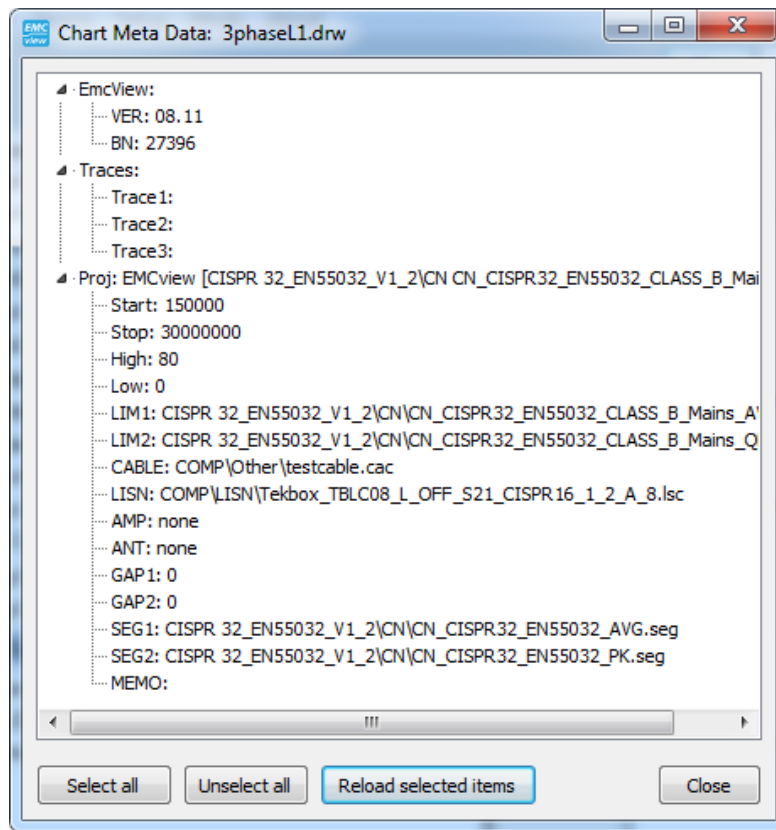 EMC
view
Chart Meta Data: 3phaseL1.drw
EmcView:
VER: 08.11
BN: 27396
Traces:
Trace1:
Trace2:
Trace3:
Proj: EMCview [CISPR 32_EN55032_V1_2\CN CN_CISPR32_EN55032_CLASS_B_Mai
Start: 150000
Stop: 30000000
High: 80
Low: 0
LIM1: CISPR 32_EN55032_V1_2\CN\CN_CISPR32_EN55032_CLASS_B_Mains_A
LIM2: CISPR 32_EN55032_V1_2\CN\CN_CISPR32_EN55032_CLASS_B_Mains_Q
CABLE: COMP\Other\testcable.cac
LISN: COMP\LISN\Tekbox_TBLC08_L_OFF_S21_CISPR16_1_2_A_8.lsc
AMP: none
ANT: none
GAP1: 0
GAP2: 0
SEG1: CISPR 32_EN55032_V1_2\CN\CN_CISPR32_EN55032_AVG.seg
SEG2: CISPR 32_EN55032_V1_2\CN\CN_CISPR32_EN55032_PK.seg
MEMO:
Select all Unselect all Reload selected items Close